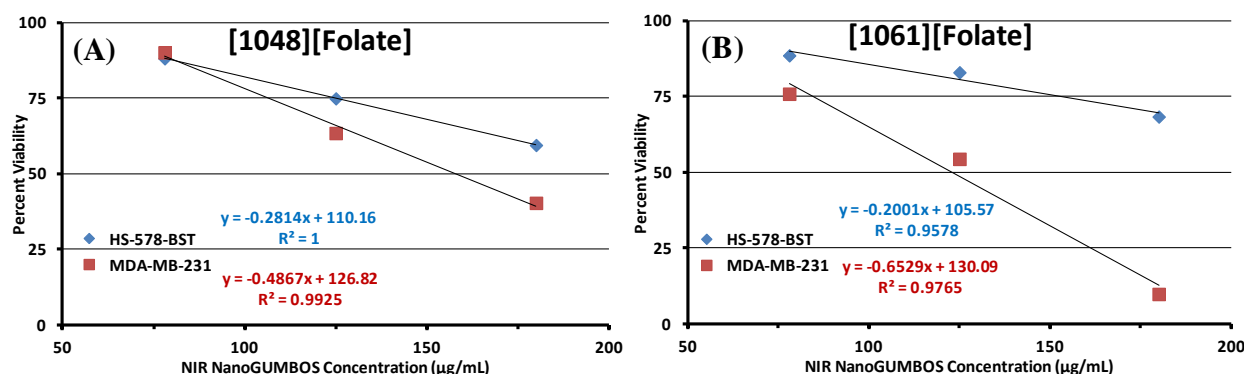 (A)
[1048][Folate]
100
75
50
25
0
Percent Viability
y = -0.2814x + 110.16
R² = 1
HS-578-BST
MDA-MB-231
y = -0.4867x + 126.82
R² = 0.9925
50
100
150
200
NIR NanoGUMBOS Concentration (µg/mL)
(B)
[1061][Folate]
100
75
50
25
0
Percent Viability
y = -0.2001x + 105.57
R² = 0.9578
HS-578-BST
MDA-MB-231
y = -0.6529x + 130.09
R² = 0.9765
50
100
150
200
NIR NanoGUMBOS Concentration (µg/mL)